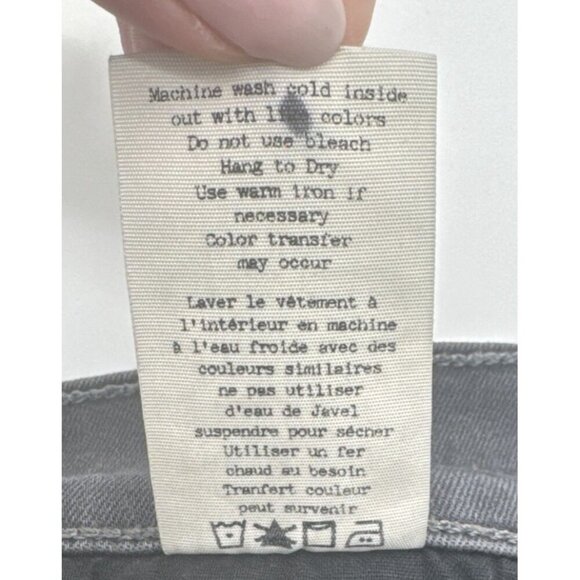 Machine wash cold inside
out with like colors
Do not use bleach
Hang to Dry
Use warm iron if
necessary
Color transfer
may occur
Laver le vêtement à
l'intérieur en machine
à l'eau froide avec des
couleurs similaires
ne pas utiliser
d'eau de Javel
suspendre pour sécher
Utiliser un fer
chaud au besoin
Tranfert couleur
peut survenir